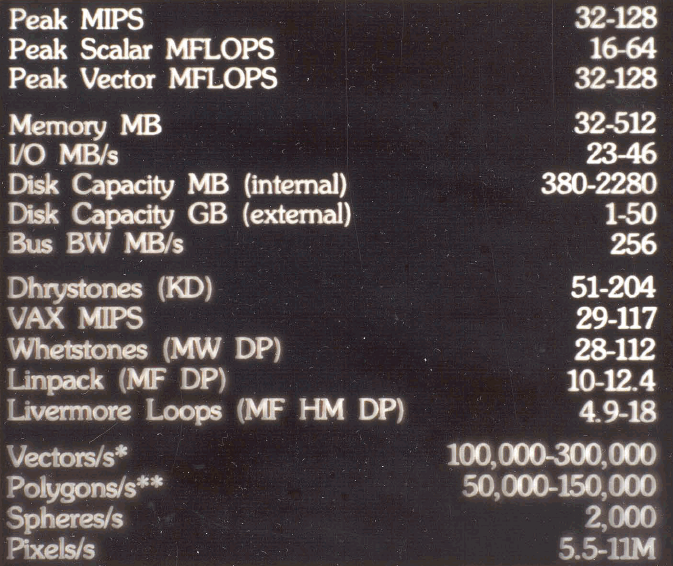 Peak MIPS 32-128
Peak Scalar MFLOPS 16-64
Peak Vector MFLOPS 32-128
Memory MB 32-512
I/O MB/s 23-46
Disk Capacity MB (internal) 380-2280
Disk Capacity GB (external) 1-50
Bus BW MB/s 256
Dhrystones (KD) 51-204
VAX MIPS 29-117
Whetstones (MW DP) 28-112
Linpack (MF DP) 10-12.4
Livermore Loops (MF HM DP) 4.9-18
Vectors/s* 100,000-300,000
Polygons/s** 50,000-150,000
Spheres/s 2,000
Pixels/s 5.5-11M